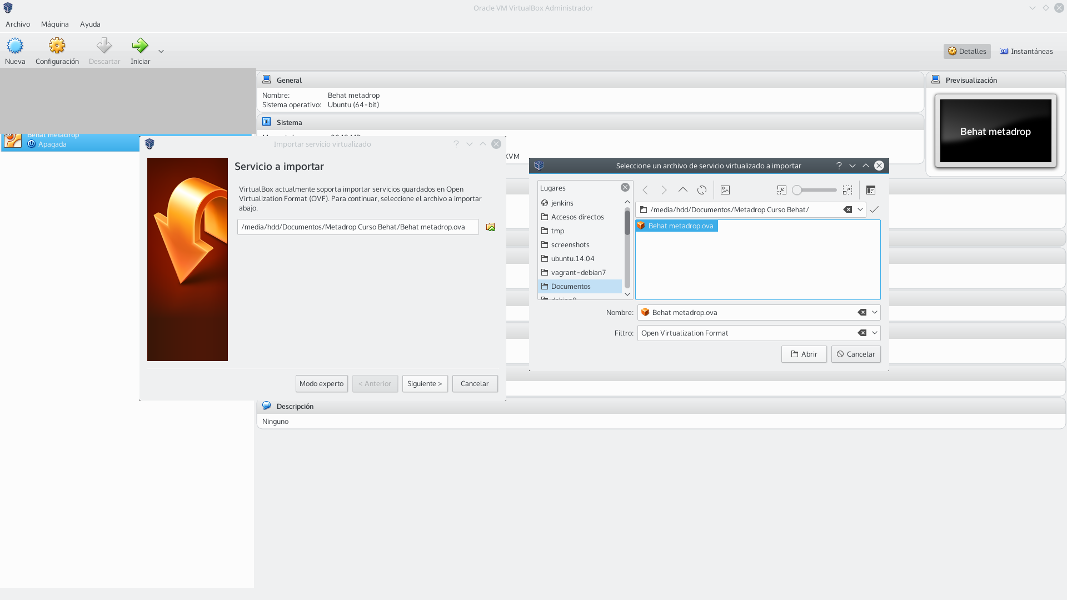 Oracle VM VirtualBox Administrador
Archivo Máquina Ayuda
Nueva Configuración Descartar Iniciar
Detalles Instantáneas
Behat metadrop
Apagada
General
Nombre: Behat metadrop
Sistema operativo: Ubuntu (64-bit)
Sistema
KVM
Previsualización
Behat metadrop
Importar servicio virtualizado
Servicio a importar
VirtualBox actualmente soporta importar servicios guardados en Open
Virtualization Format (OVF). Para continuar, seleccione el archivo a importar
abajo.
/media/hdd/Documentos/Metadrop Curso Behat/Behat metadrop.ova
Modo experto < Anterior Siguiente > Cancelar
Seleccione un archivo de servicio virtualizado a importar
Lugares
jenkins
Accesos directos
tmp
screenshots
ubuntu.14.04
vagrant-debian7
Documentos
/media/hdd/Documentos/Metadrop Curso Behat/
Behat metadrop.ova
Nombre: Behat metadrop.ova
Filtro: Open Virtualization Format
Abrir Cancelar
Descripción
Ninguno